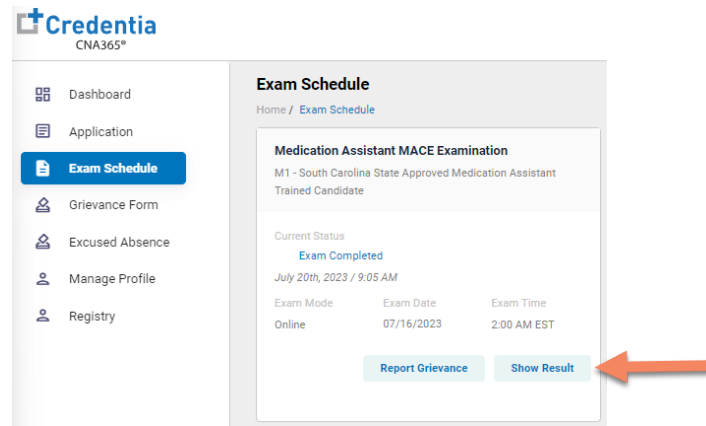 Credentia
CNA365®
Dashboard
Application
Exam Schedule
Grievance Form
Excused Absence
Manage Profile
Registry
Exam Schedule
Home / Exam Schedule
Medication Assistant MACE Examination
M1 - South Carolina State Approved Medication Assistant
Trained Candidate
Current Status
Exam Completed
July 20th, 2023 / 9:05 AM
Exam Mode Exam Date Exam Time
Online 07/16/2023 2:00 AM EST
Report Grievance Show Result